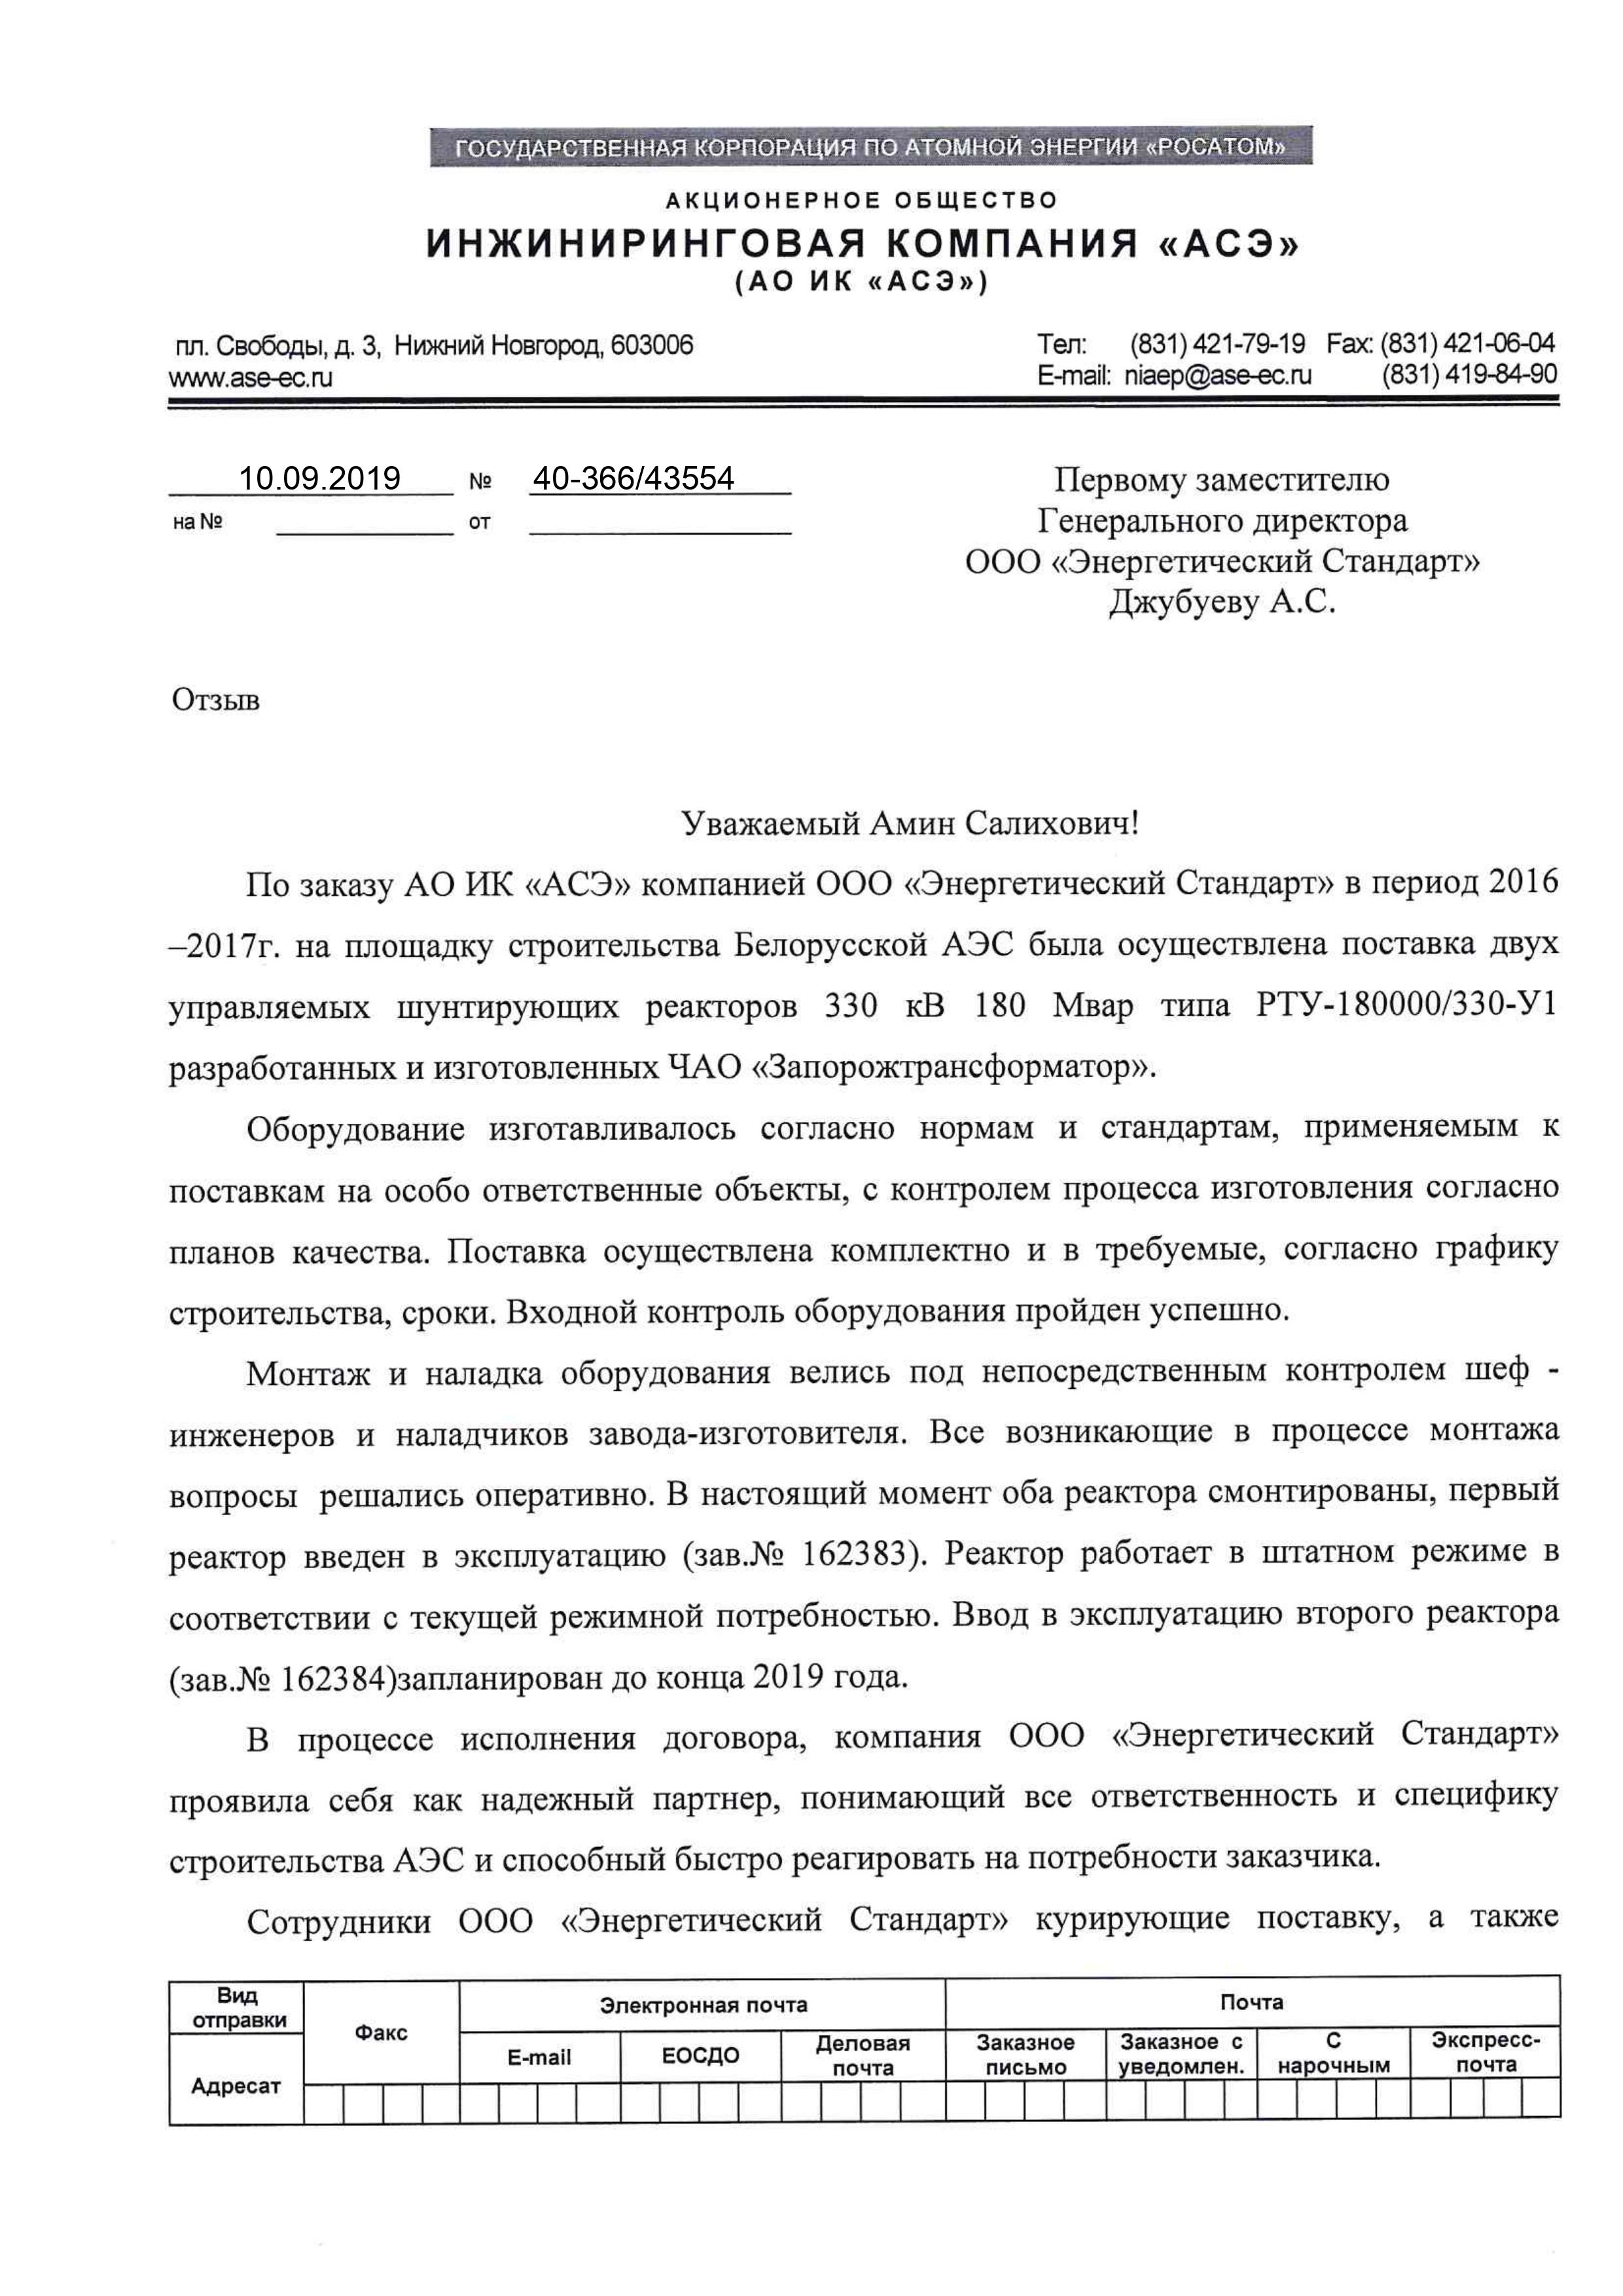 ГОСУДАРСТВЕННАЯ КОРПОРАЦИЯ ПО АТОМНОЙ ЭНЕРГИИ «РОСАТОМ»
АКЦИОНЕРНОЕ ОБЩЕСТВО
ИНЖИНИРИНГОВАЯ КОМПАНИЯ «АСЭ»
(АО ИК «АСЭ»)
пл. Свободы, д. 3, Нижний Новгород, 603006
www.ase-ec.ru
Тел: (831) 421-79-19 Fax: (831) 421-06-04
E-mail: niaep@ase-ec.ru (831) 419-84-90
10.09.2019 № 40-366/43554
на № от
Первому заместителю
Генерального директора
ООО «Энергетический Стандарт»
Джубуеву А.С.
Отзыв
Уважаемый Амин Салихович!
По заказу АО ИК «АСЭ» компанией ООО «Энергетический Стандарт» в период 2016
–2017г. на площадку строительства Белорусской АЭС была осуществлена поставка двух
управляемых шунтирующих реакторов 330 кВ 180 Мвар типа РТУ-180000/330-У1
разработанных и изготовленных ЧАО «Запорожтрансформатор».
Оборудование изготавливалось согласно нормам и стандартам, применяемым к
поставкам на особо ответственные объекты, с контролем процесса изготовления согласно
планов качества. Поставка осуществлена комплектно и в требуемые, согласно графику
строительства, сроки. Входной контроль оборудования пройден успешно.
Монтаж и наладка оборудования велись под непосредственным контролем шеф -
инженеров и наладчиков завода-изготовителя. Все возникающие в процессе монтажа
вопросы решались оперативно. В настоящий момент оба реактора смонтированы, первый
реактор введен в эксплуатацию (зав.№ 162383). Реактор работает в штатном режиме в
соответствии с текущей режимной потребностью. Ввод в эксплуатацию второго реактора
(зав.№ 162384)запланирован до конца 2019 года.
В процессе исполнения договора, компания ООО «Энергетический Стандарт»
проявила себя как надежный партнер, понимающий все ответственность и специфику
строительства АЭС и способный быстро реагировать на потребности заказчика.
Сотрудники ООО «Энергетический Стандарт» курирующие поставку, а также
Вид
отправки
Адресат
Факс
Электронная почта
Почта
E-mail
ЕОСДО
Деловая
почта
Заказное
письмо
Заказное с
уведомлен.
С
нарочным
Экспресс-
почта